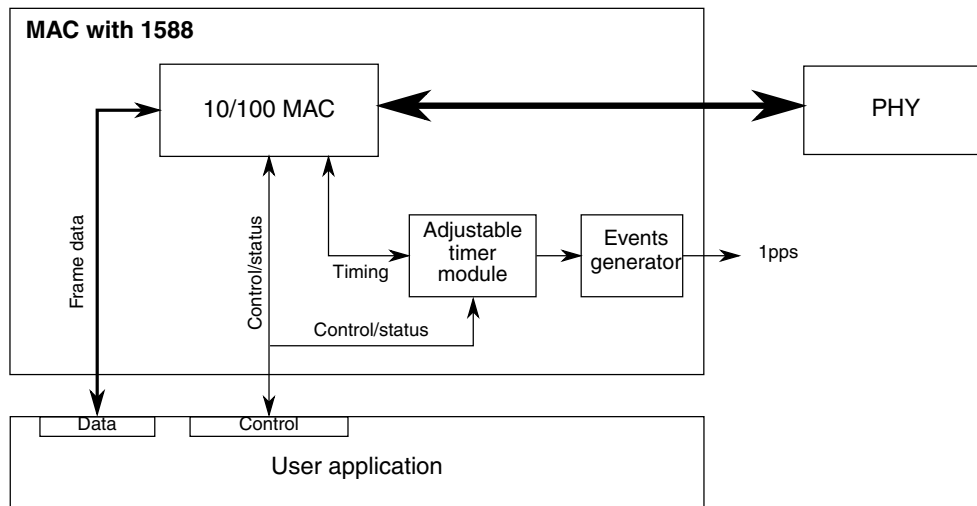 MAC with 1588
10/100 MAC
PHY
Frame data
Control/status
Timing
Adjustable
timer
module
Events
generator
1pps
Control/status
Data
Control
User application